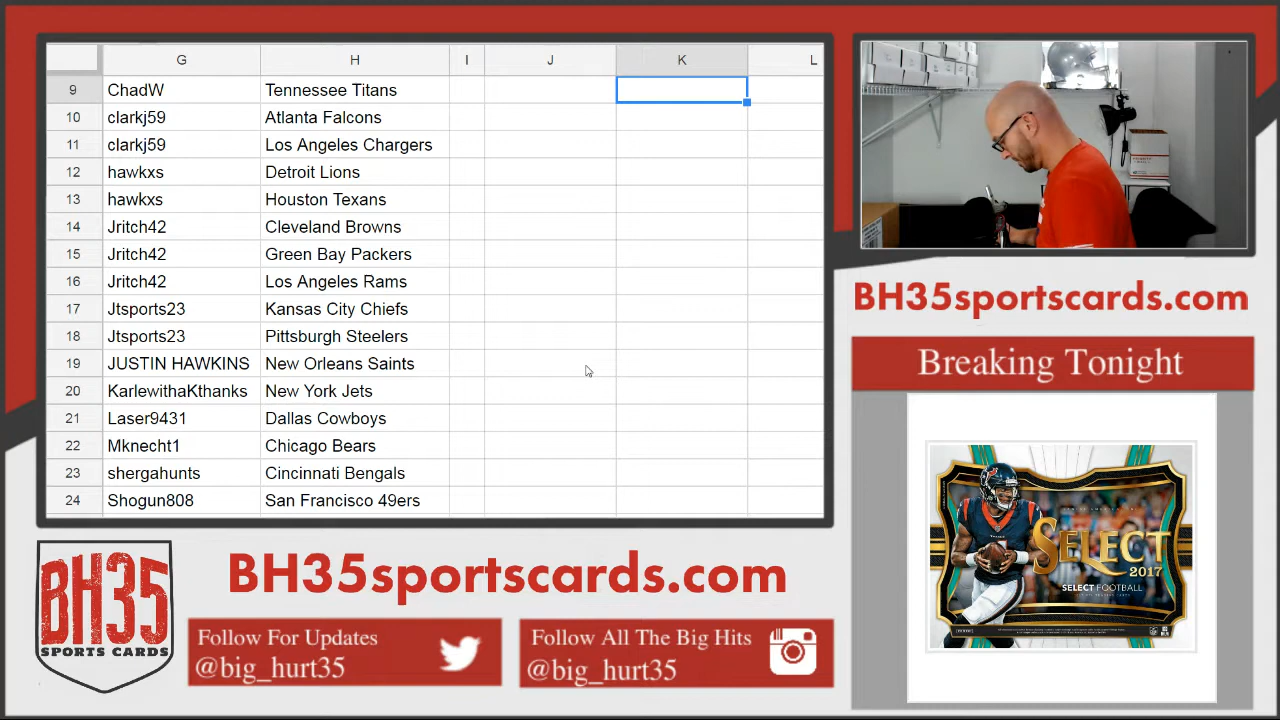 G H I J K L
9 ChadW Tennessee Titans
10 clarkj59 Atlanta Falcons
11 clarkj59 Los Angeles Chargers
12 hawkxs Detroit Lions
13 hawkxs Houston Texans
14 Jritch42 Cleveland Browns
15 Jritch42 Green Bay Packers
16 Jritch42 Los Angeles Rams
17 Jtsports23 Kansas City Chiefs
18 Jtsports23 Pittsburgh Steelers
19 JUSTIN HAWKINS New Orleans Saints
20 KarlewithaKthanks New York Jets
21 Laser9431 Dallas Cowboys
22 Mknecht1 Chicago Bears
23 shergahunts Cincinnati Bengals
24 Shogun808 San Francisco 49ers
BH35sportscards.com
Breaking Tonight
SELECT
2017
SELECT FOOTBALL
BH35
SPORTS CARDS
BH35sportscards.com
Follow For Updates
@big_hurt35
Follow All The Big Hits
@big_hurt35